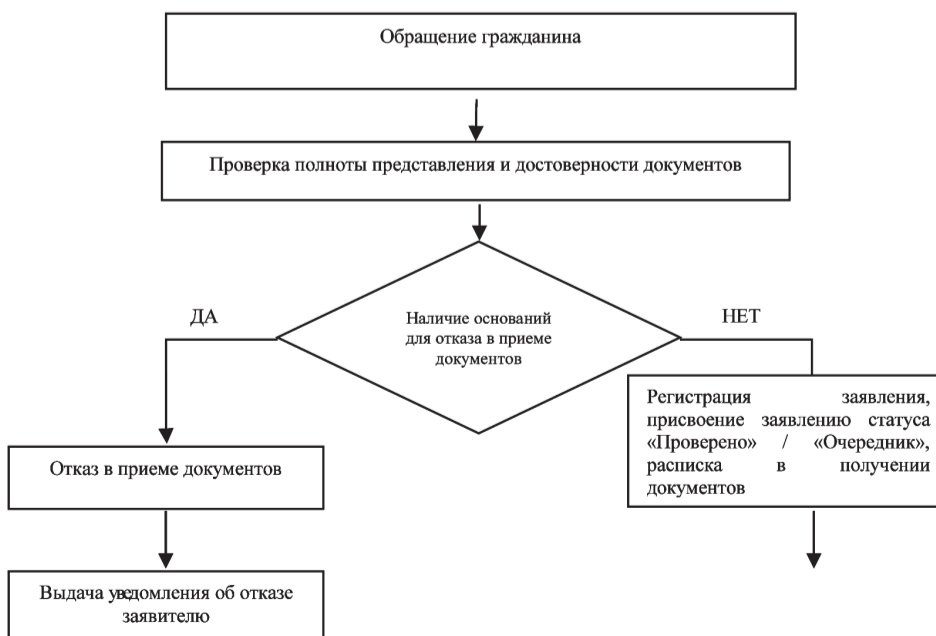 Обращение гражданина
Проверка полноты представления и достоверности документов
ДА
НЕТ
Наличие оснований
для отказа в приеме
документов
Регистрация заявления,
присвоение заявлению статуса
«Проверено» / «Очередник»,
расписка в получении
документов
Отказ в приеме документов
Выдача уведомления об отказе
заявителю